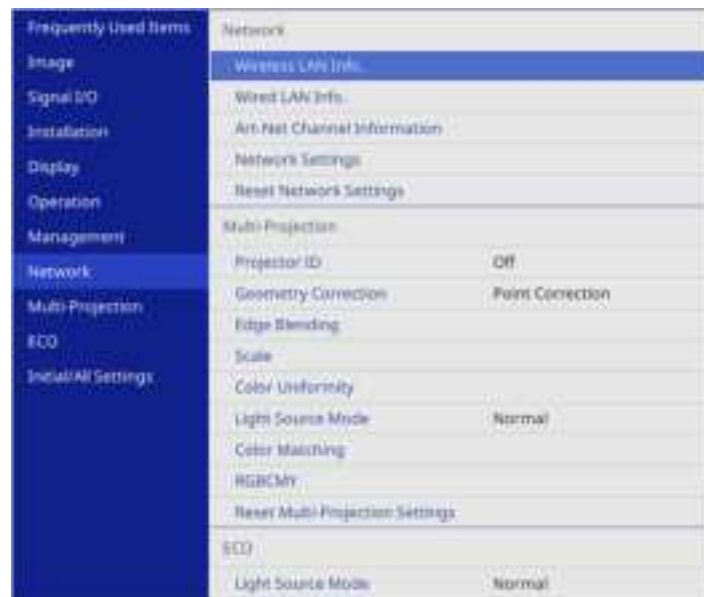 Frequently Used Items
Image
Signal I/O
Installation
Display
Operation
Management
Network
Multi-Projection
ECO
Initial/All Settings
Network
Wireless LAN Info.
Wired LAN Info.
Art-Net Channel Information
Network Settings
Reset Network Settings
Multi-Projection
Projector ID Off
Geometry Correction Point Correction
Edge Blending
Scale
Color Uniformity
Light Source Mode Normal
Color Matching
RGBCMY
Reset Multi-Projection Settings
ECO
Light Source Mode Normal